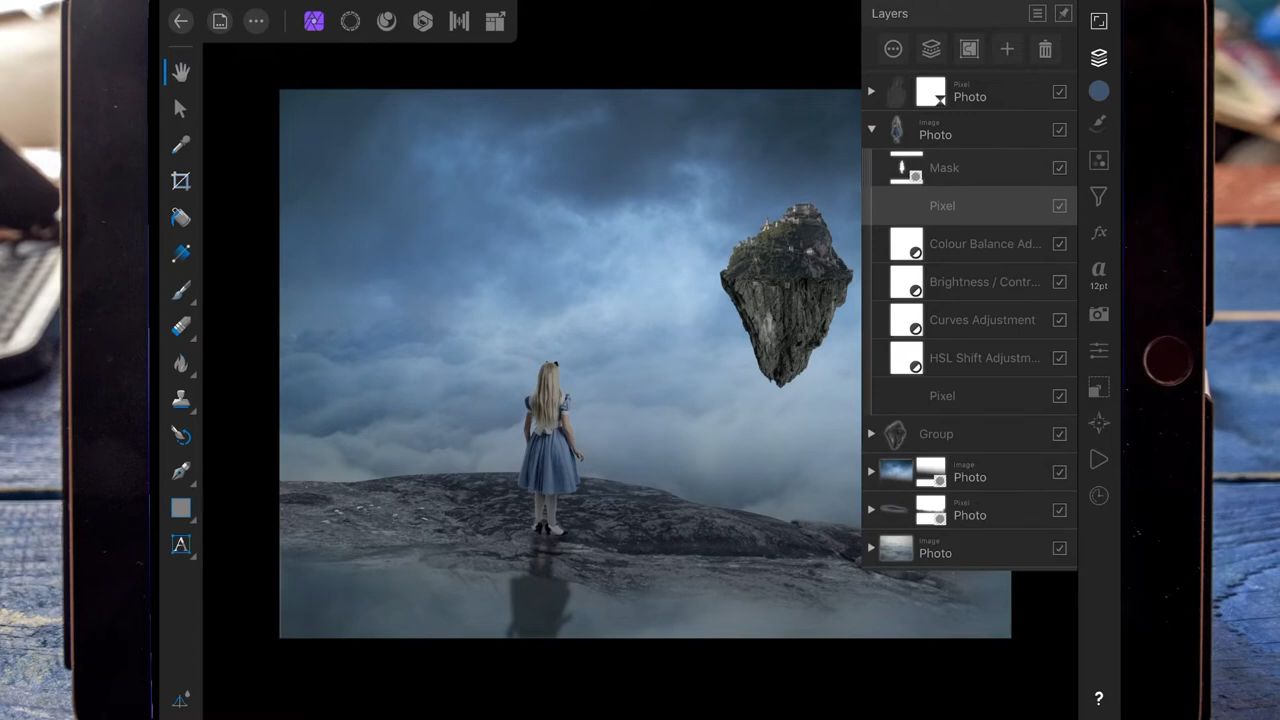 Layers
Pixel
Photo
Image
Photo
Mask
Pixel
Colour Balance Ad...
Brightness / Contr...
Curves Adjustment
HSL Shift Adjustm...
Pixel
Group
Image
Photo
Pixel
Photo
Image
Photo
fx
a
12pt
A
?